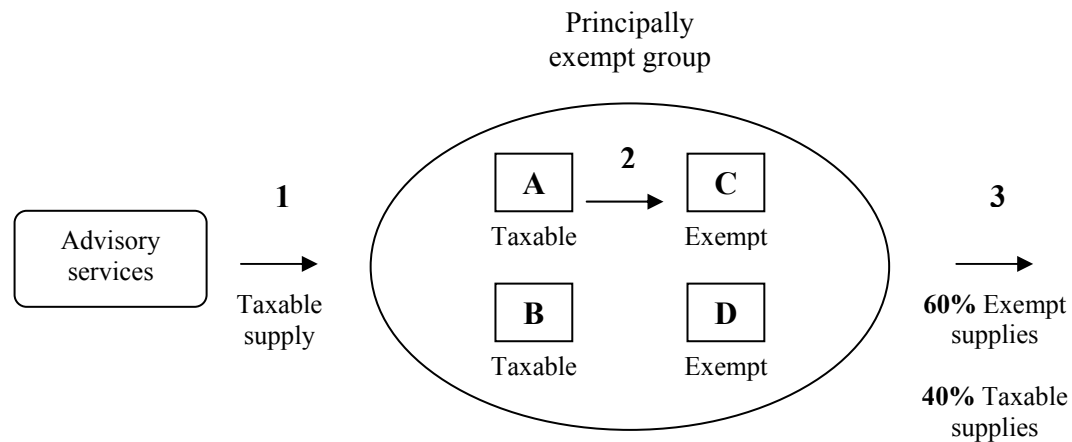 Principally
exempt group
1
Advisory
services
Taxable
supply
2
A
Taxable
C
Exempt
B
Taxable
D
Exempt
3
60% Exempt
supplies
40% Taxable
supplies